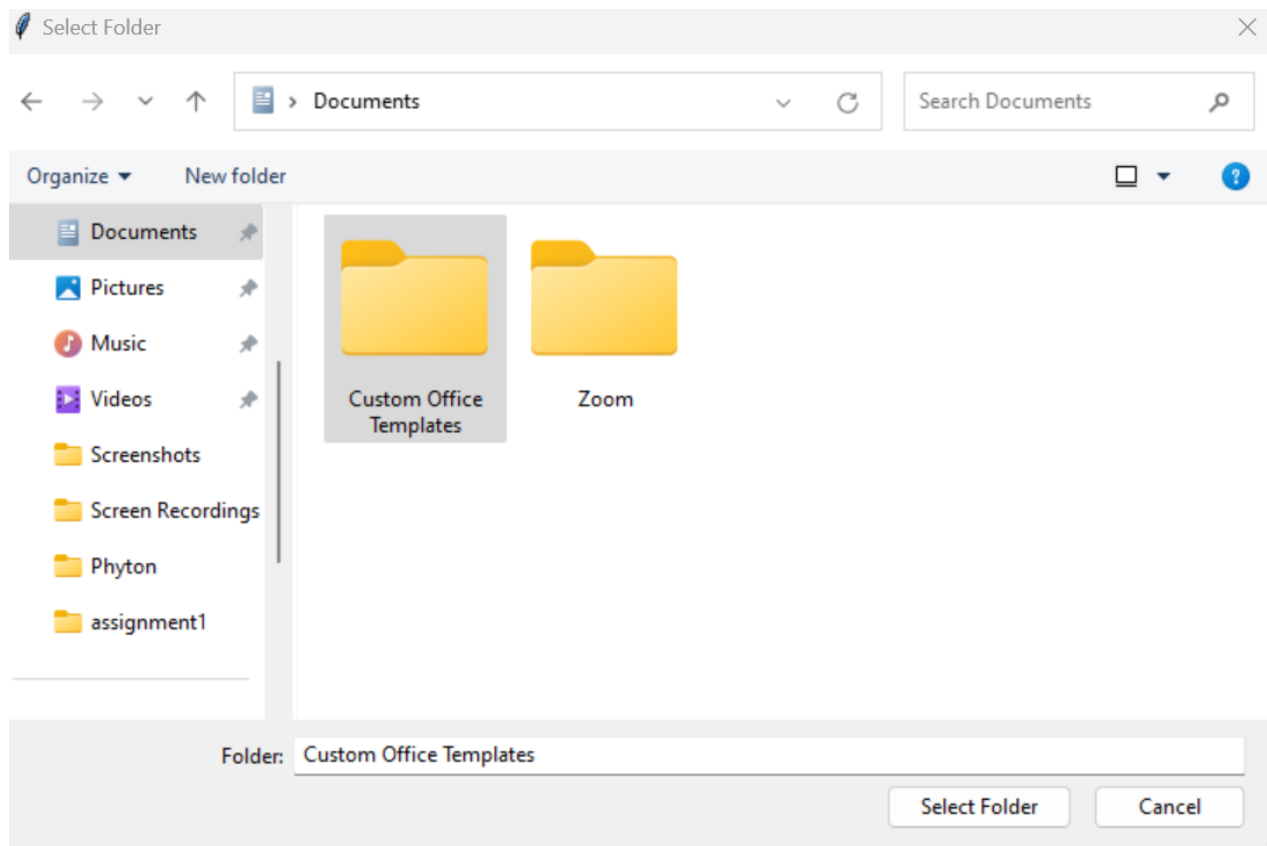 Select Folder
Documents
Search Documents
Organize
New folder
Documents
Pictures
Music
Videos
Screenshots
Screen Recordings
Phyton
assignment1
Custom Office
Templates
Zoom
Folder: Custom Office Templates
Select Folder
Cancel